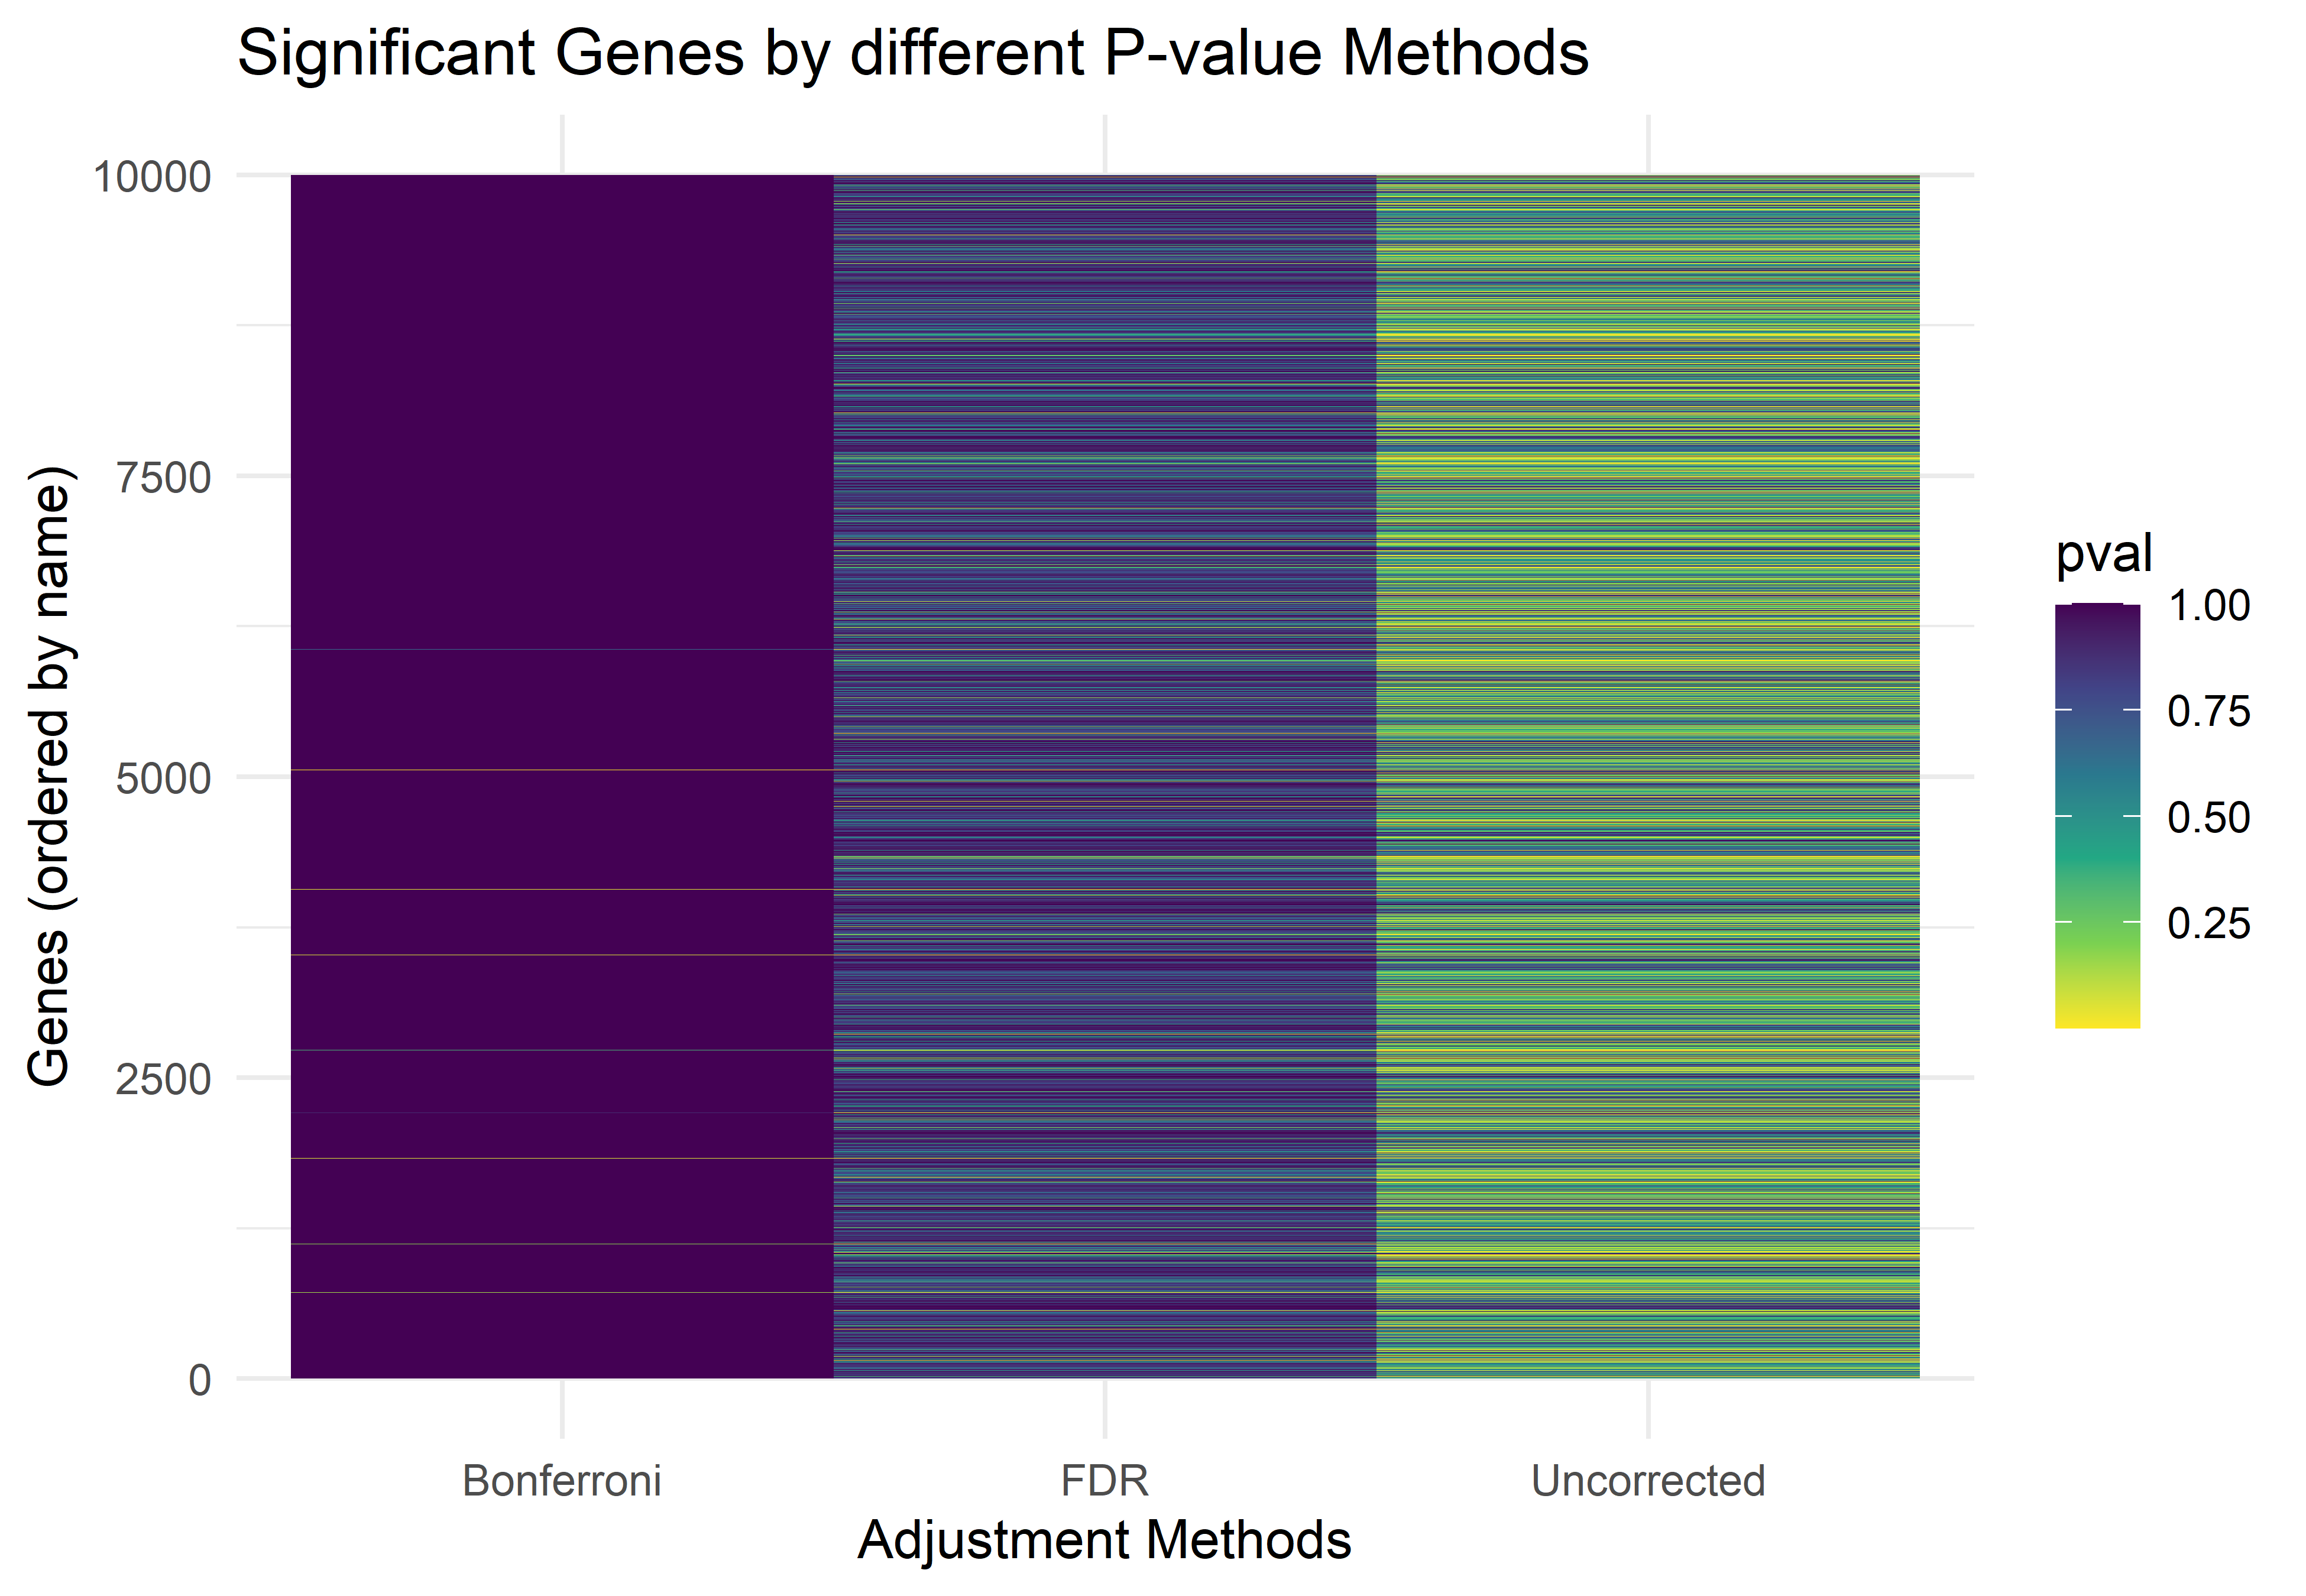 Significant Genes by different P-value Methods
Genes (ordered by name)
10000
7500
5000
2500
0
Bonferroni
FDR
Uncorrected
Adjustment Methods
pval
1.00
0.75
0.50
0.25